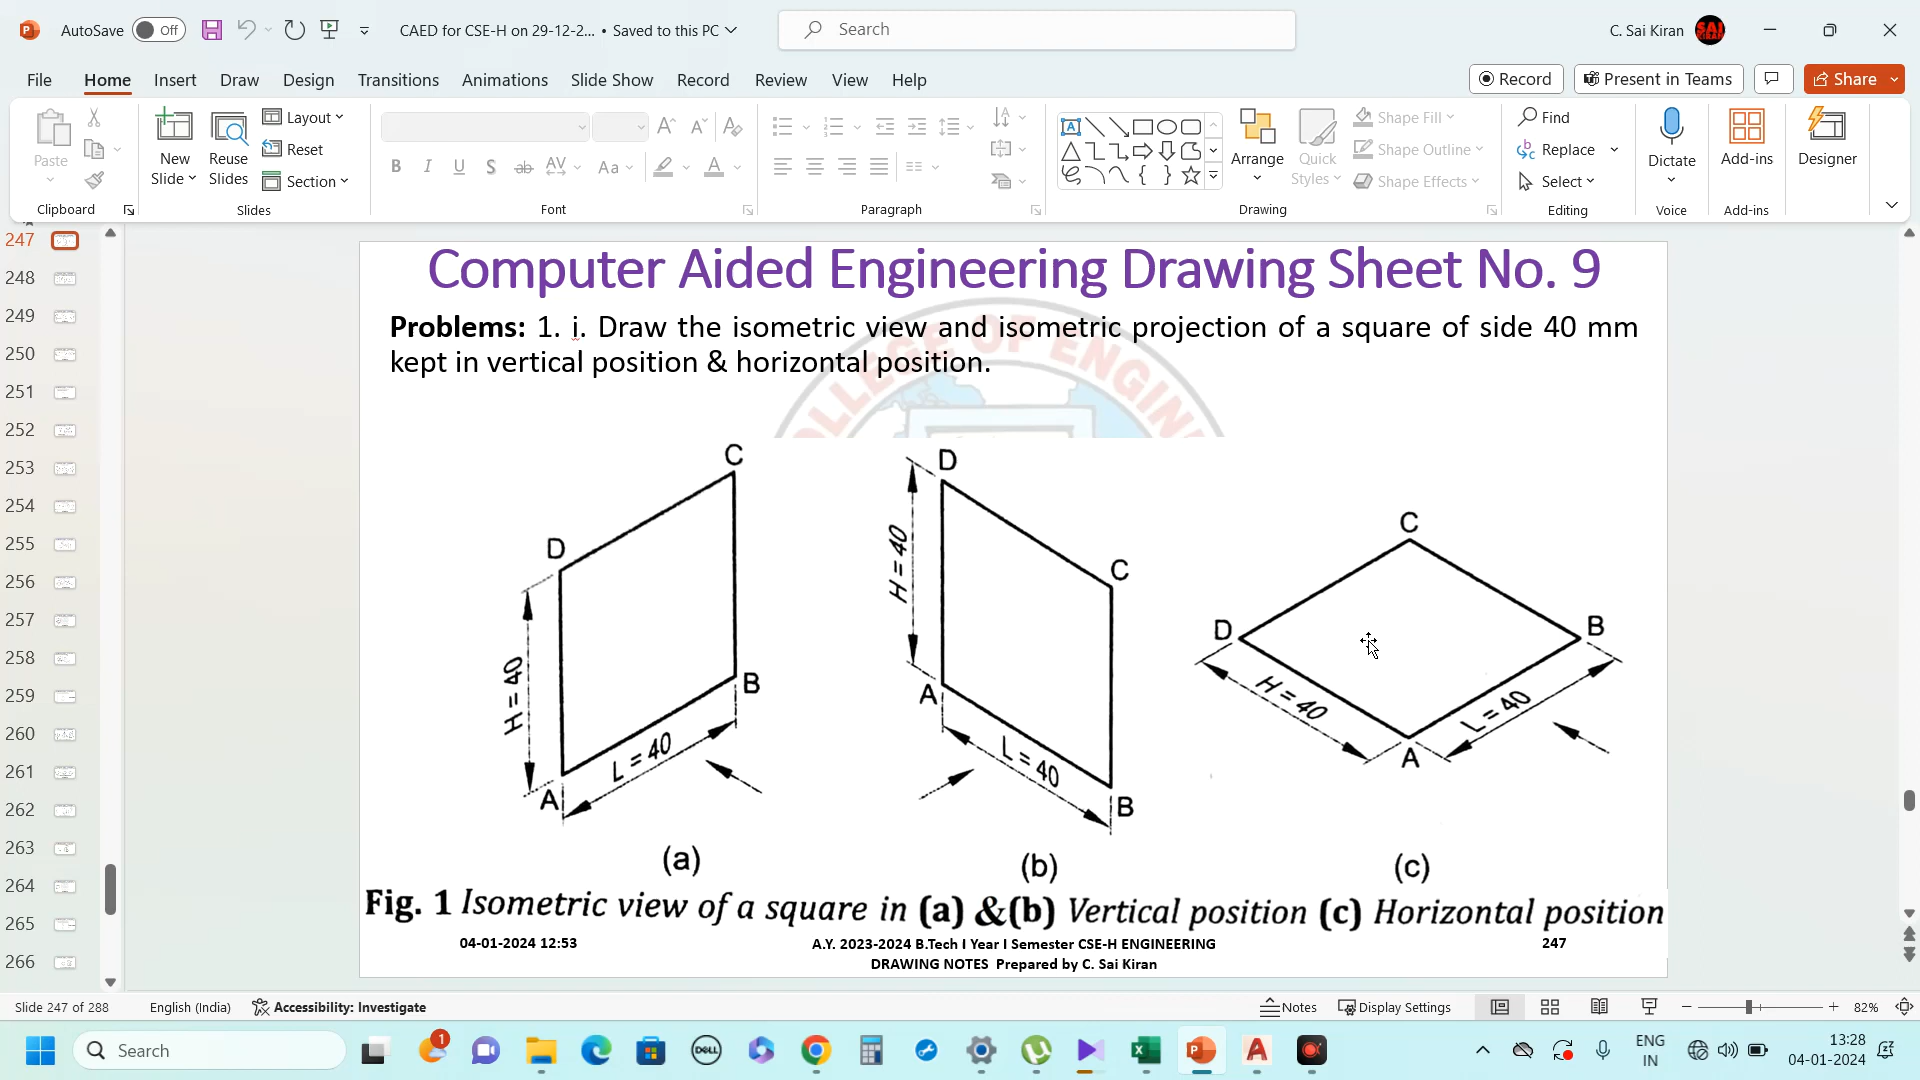 AutoSave Off CAED for CSE-H on 29-12-2... • Saved to this PC Search C. Sai Kiran SAI KIRAN
File Home Insert Draw Design Transitions Animations Slide Show Record Review View Help Record Present in Teams Share
Paste New Slide Reuse Slides Layout Reset Section Arrange Quick Styles Shape Fill Shape Outline Shape Effects Find Replace Select Dictate Add-ins Designer
Clipboard Slides Font Paragraph Drawing Editing Voice Add-ins
247
248
249
250
251
252
253
254
255
256
257
258
259
260
261
262
263
264
265
266
Computer Aided Engineering Drawing Sheet No. 9
Problems: 1. i. Draw the isometric view and isometric projection of a square of side 40 mm
kept in vertical position & horizontal position.
COLLEGE OF ENGINE
C
D
H = 40
B
L = 40
A
(a)
D
H = 40
C
A
L = 40
B
(b)
C
D B
H = 40 L = 40
A
(c)
Fig. 1 Isometric view of a square in (a) &(b) Vertical position (c) Horizontal position
04-01-2024 12:53 A.Y. 2023-2024 B.Tech I Year I Semester CSE-H ENGINEERING 247
DRAWING NOTES Prepared by C. Sai Kiran
Slide 247 of 288 English (India) Accessibility: Investigate Notes Display Settings 82%
Search 1 DELL ENG IN 13:28 04-01-2024